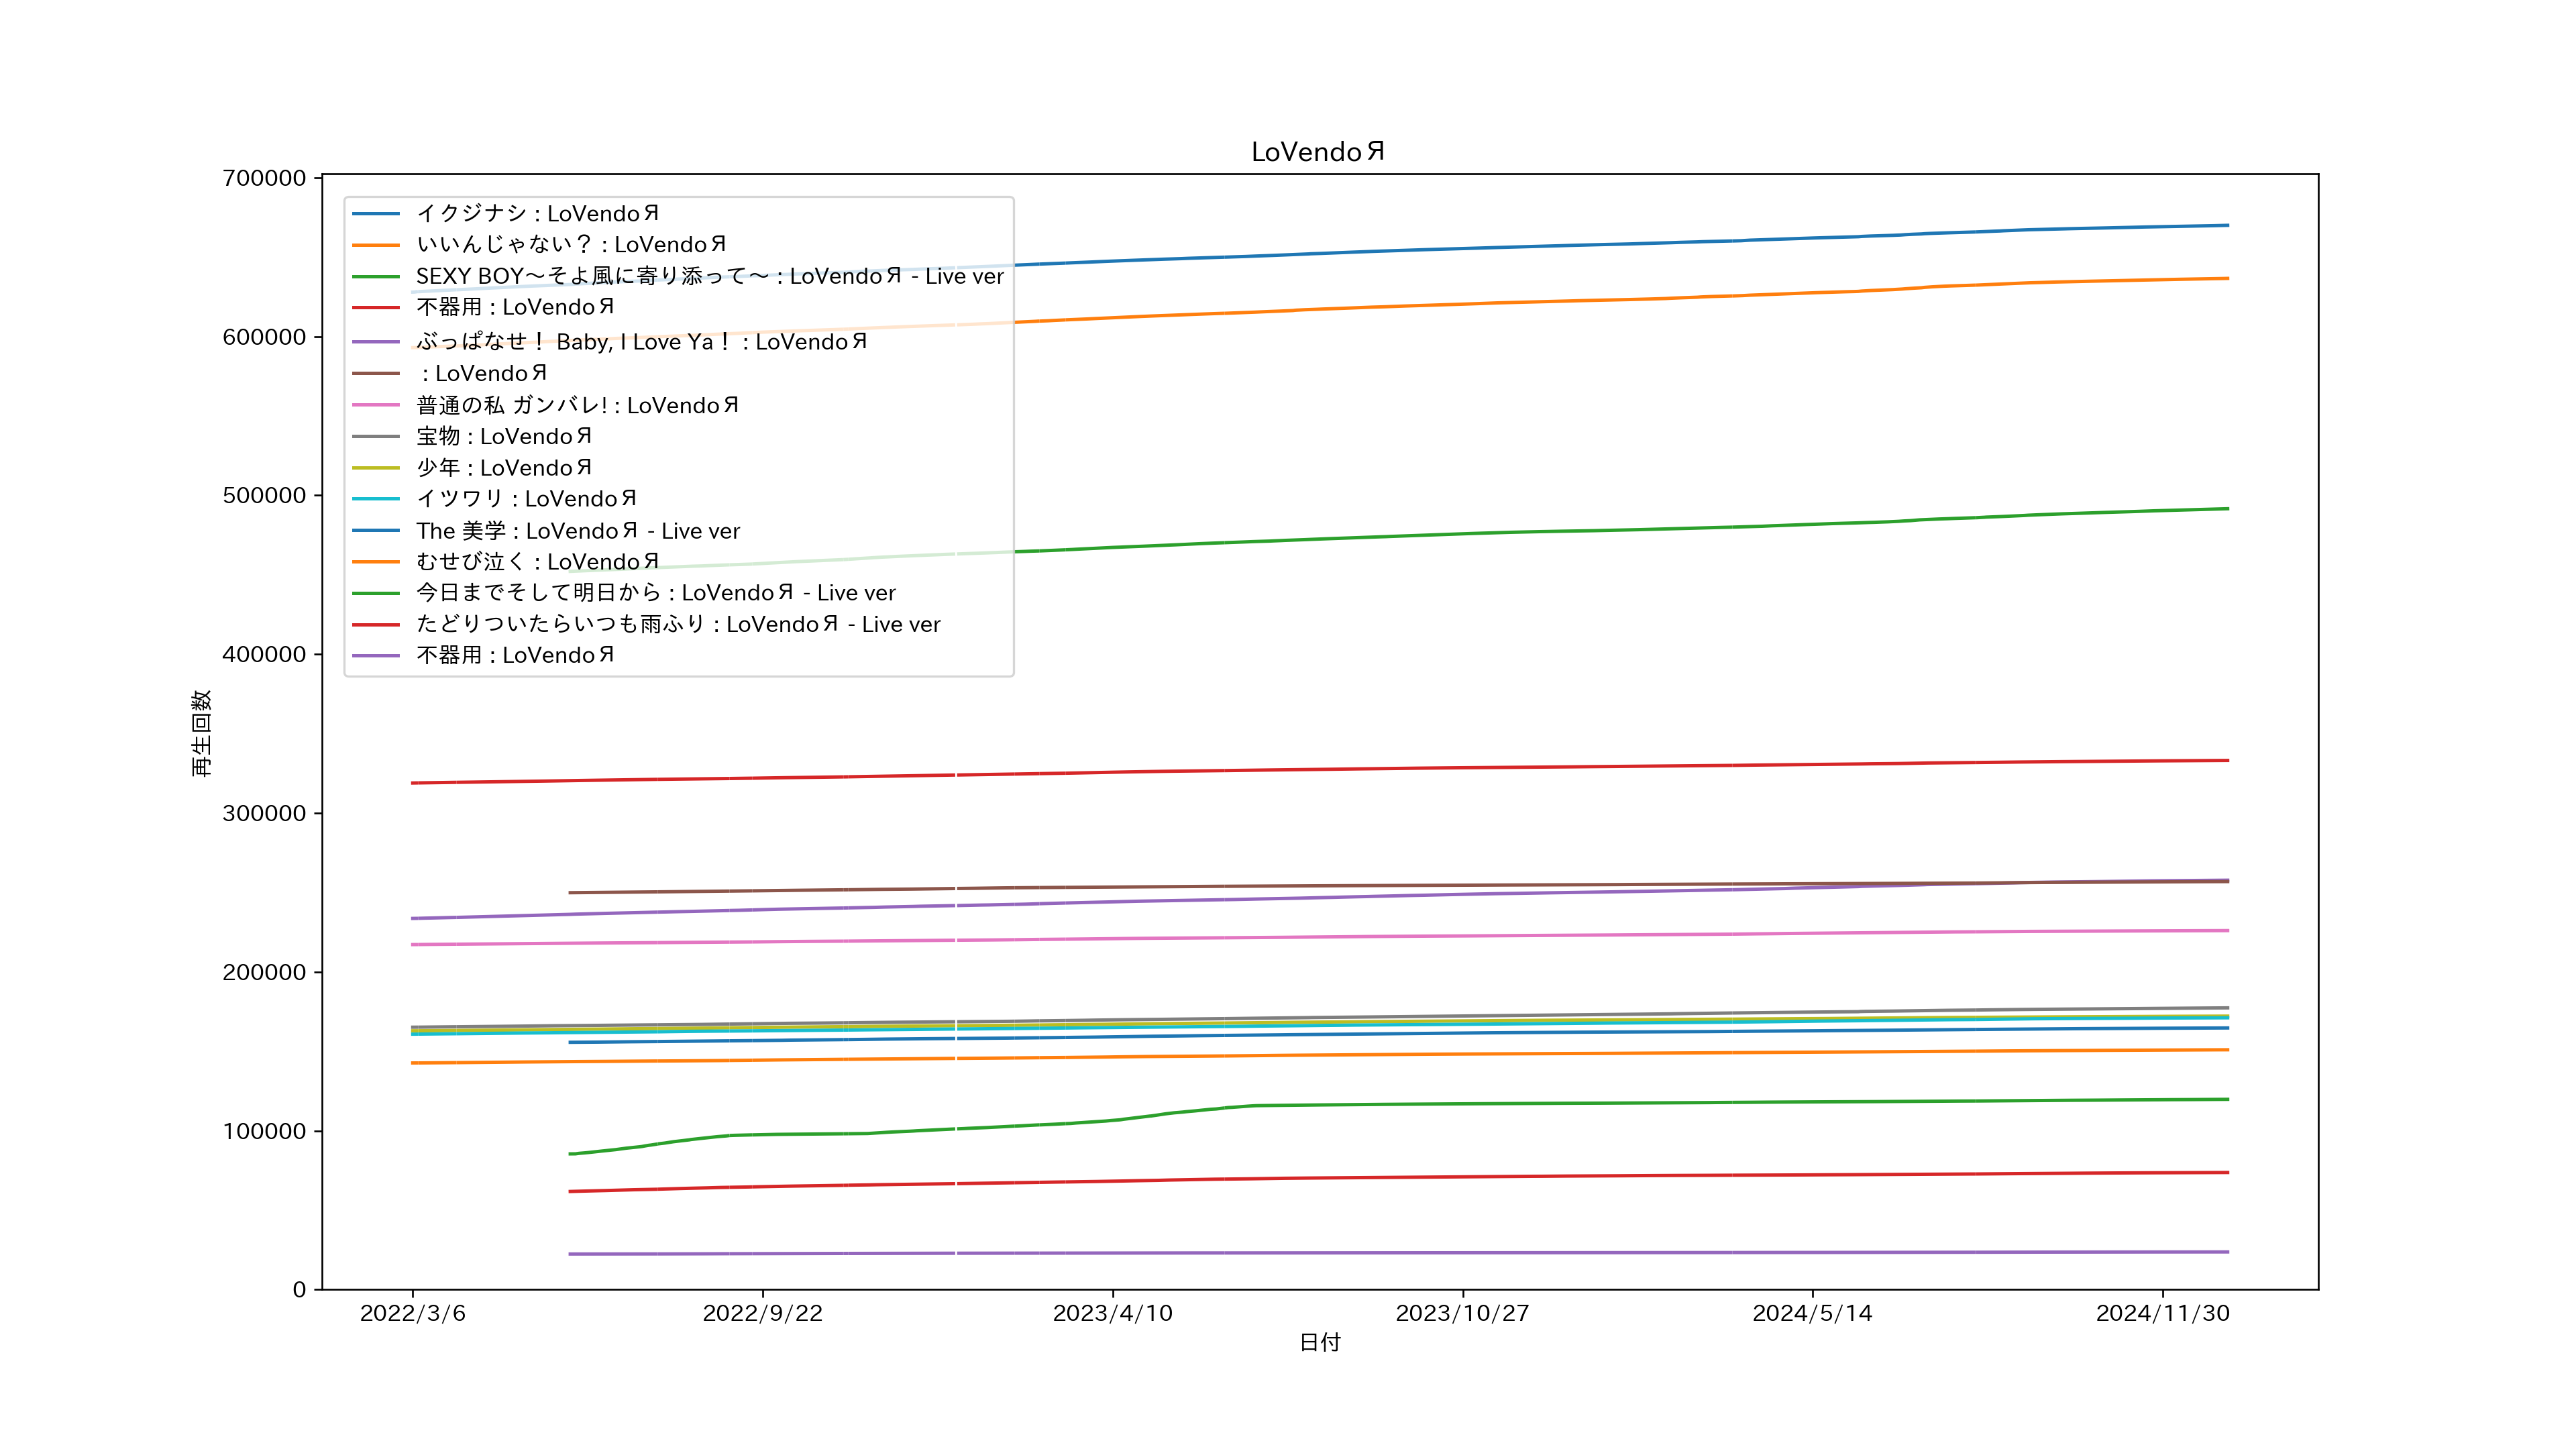 LoVendoЯ
700000
600000
500000
400000
300000
200000
100000
0
再生回数
イクジナシ : LoVendoЯ
いいんじゃない？ : LoVendoЯ
SEXY BOY〜そよ風に寄り添って〜 : LoVendoЯ - Live ver
不器用 : LoVendoЯ
ぶっぱなせ！ Baby, I Love Ya！ : LoVendoЯ
: LoVendoЯ
普通の私 ガンバレ! : LoVendoЯ
宝物 : LoVendoЯ
少年 : LoVendoЯ
イツワリ : LoVendoЯ
The 美学 : LoVendoЯ - Live ver
むせび泣く : LoVendoЯ
今日までそして明日から : LoVendoЯ - Live ver
たどりついたらいつも雨ふり : LoVendoЯ - Live ver
不器用 : LoVendoЯ
2022/3/6
2022/9/22
2023/4/10
2023/10/27
2024/5/14
2024/11/30
日付